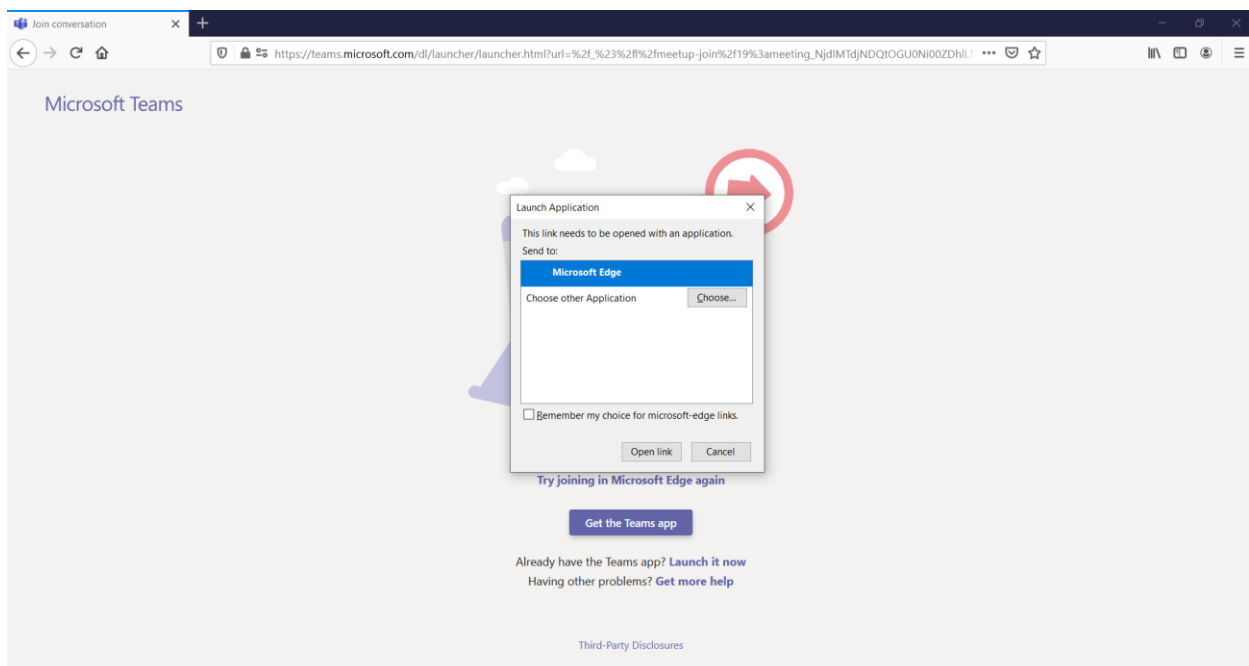 Join conversation
https://teams.microsoft.com/dl/launcher/launcher.html?url=%2f_%23%2fl%2fmeetup-join%2f19%3ameeting_
Microsoft Teams
Launch Application
This link needs to be opened with an application.
Send to:
Microsoft Edge
Choose other Application
Choose...
Remember my choice for microsoft-edge links.
Open link
Cancel
Try joining in Microsoft Edge again
Get the Teams app
Already have the Teams app? Launch it now
Having other problems? Get more help
Third-Party Disclosures